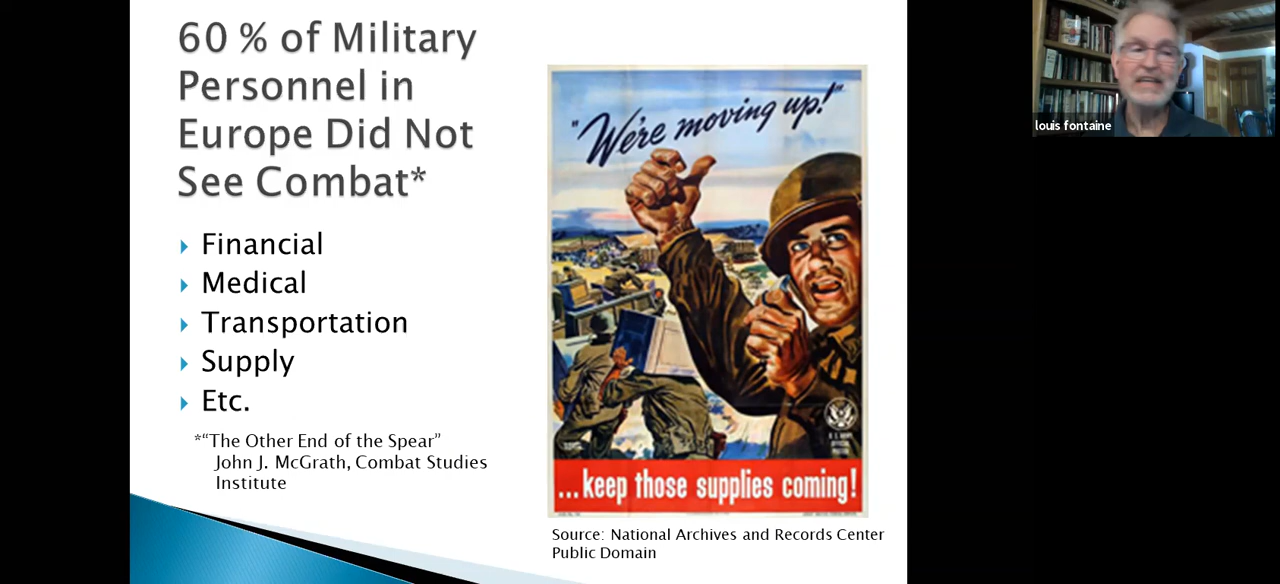 60 % of Military
Personnel in
Europe Did Not
See Combat*
Financial
Medical
Transportation
Supply
Etc.
*“The Other End of the Spear”
John J. McGrath, Combat Studies
Institute
"We're moving up!"
...keep those supplies coming!
Source: National Archives and Records Center
Public Domain
louis fontaine